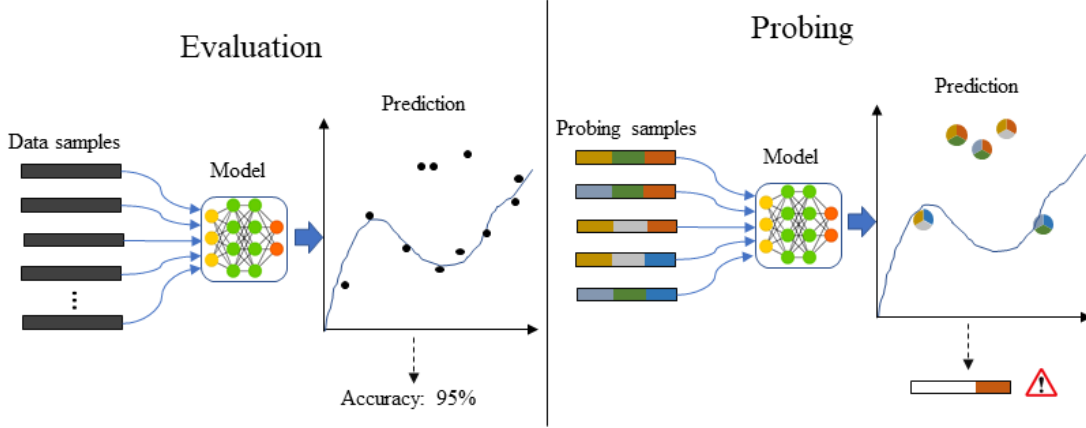 Evaluation
Prediction
Data samples
Model
Accuracy: 95%
Probing
Prediction
Probing samples
Model